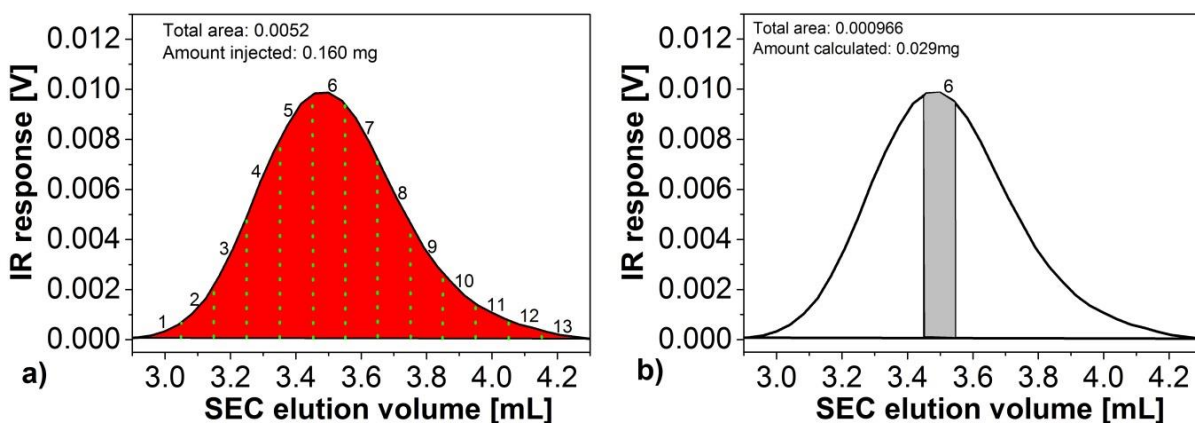 Total area: 0.0052
Amount injected: 0.160 mg
IR response [V]
0.012
0.010
0.008
0.006
0.004
0.002
0.000
1
2
3
4
5
6
7
8
9
10
11
12
13
3.0 3.2 3.4 3.6 3.8 4.0 4.2
a)
SEC elution volume [mL]
Total area: 0.000966
Amount calculated: 0.029mg
IR response [V]
0.012
0.010
0.008
0.006
0.004
0.002
0.000
6
3.0 3.2 3.4 3.6 3.8 4.0 4.2
b)
SEC elution volume [mL]